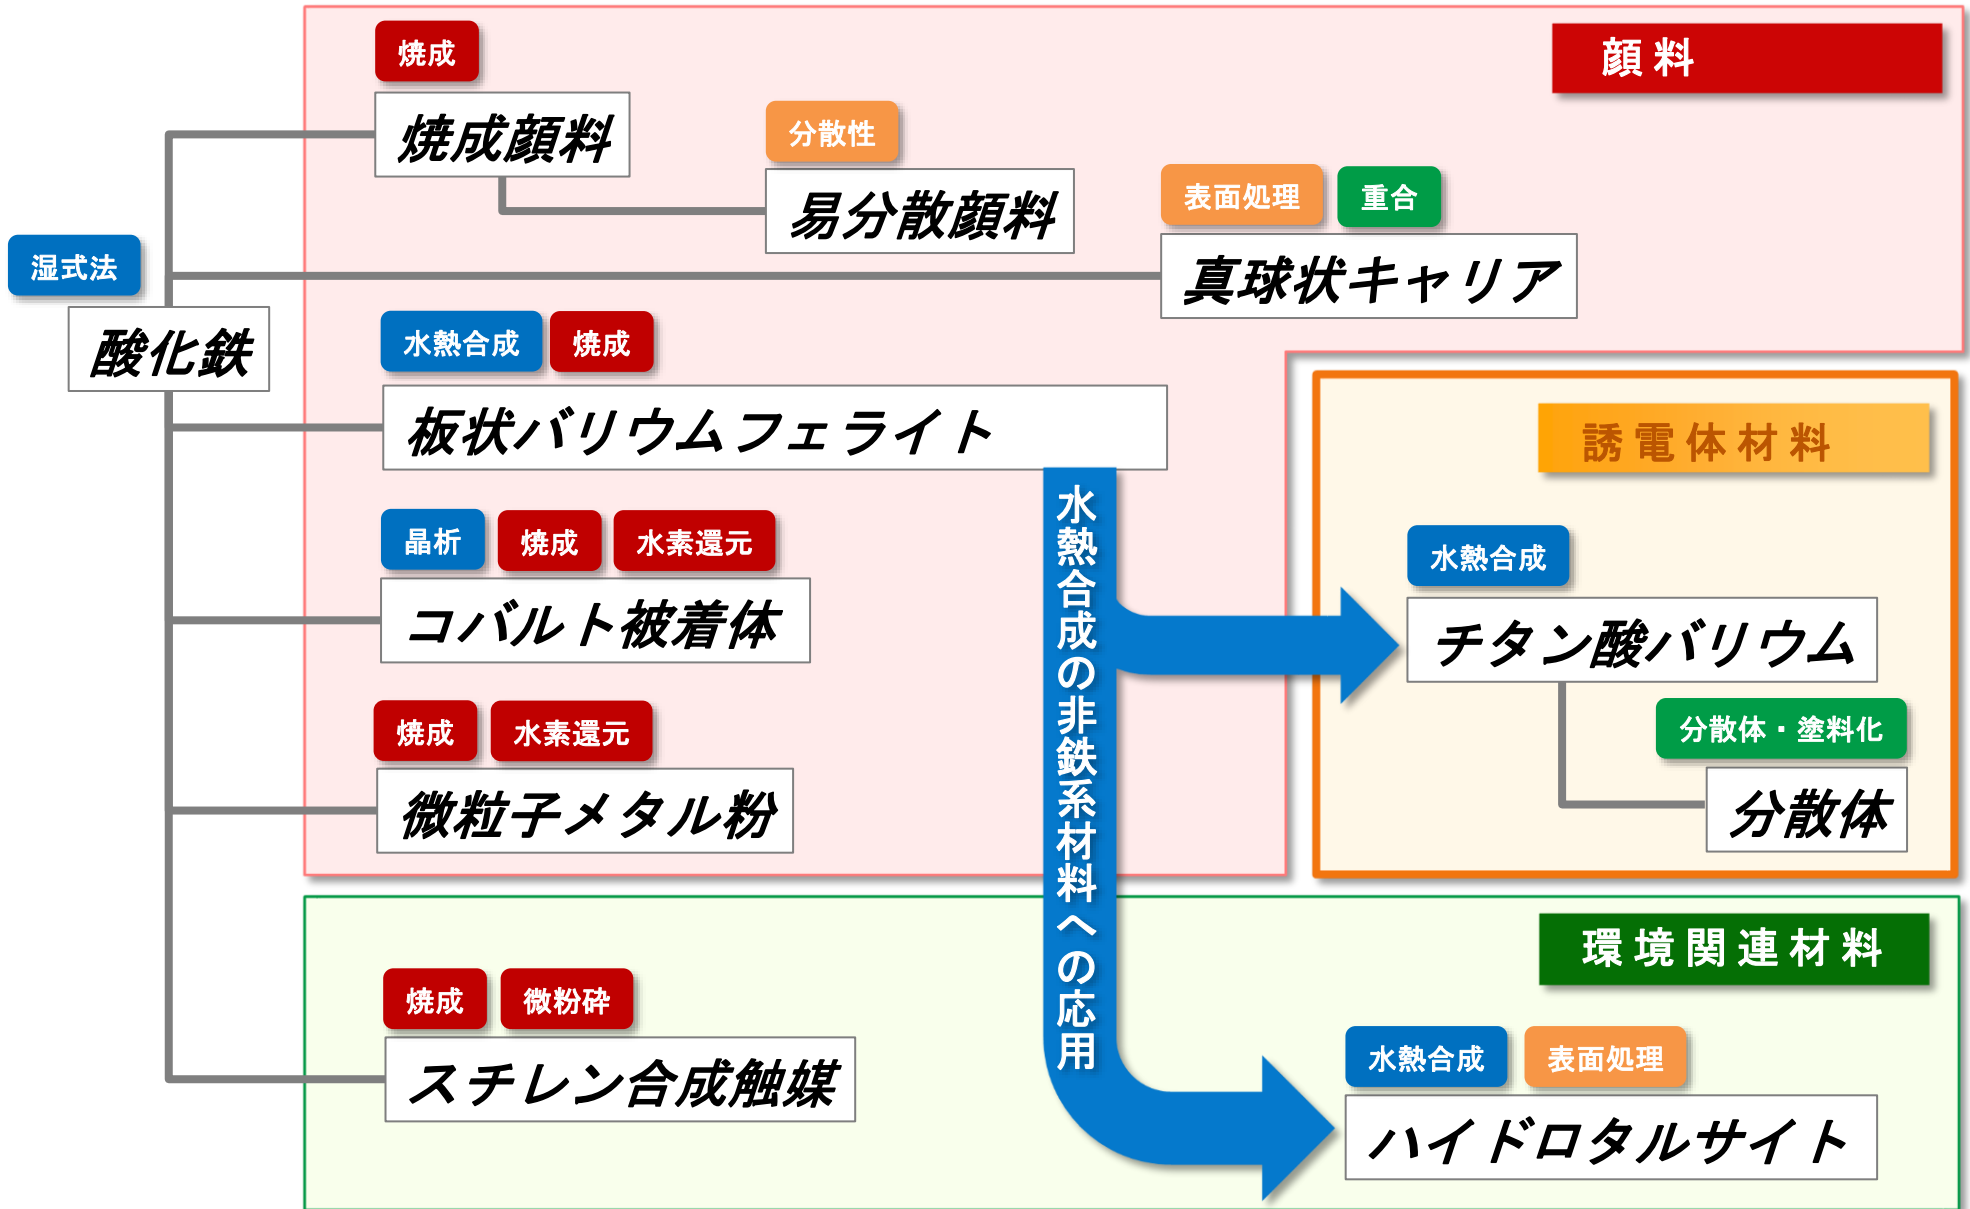 顔料
焼成
焼成顔料
分散性
易分散顔料
表面処理
重合
真球状キャリア
湿式法
酸化鉄
水熱合成
焼成
板状バリウムフェライト
晶析
焼成
水素還元
コバルト被着体
焼成
水素還元
微粒子メタル粉
水熱合成の非鉄系材料への応用
誘電体材料
水熱合成
チタン酸バリウム
分散体・塗料化
分散体
環境関連材料
焼成
微粉砕
スチレン合成触媒
水熱合成
表面処理
ハイドロタルサイト